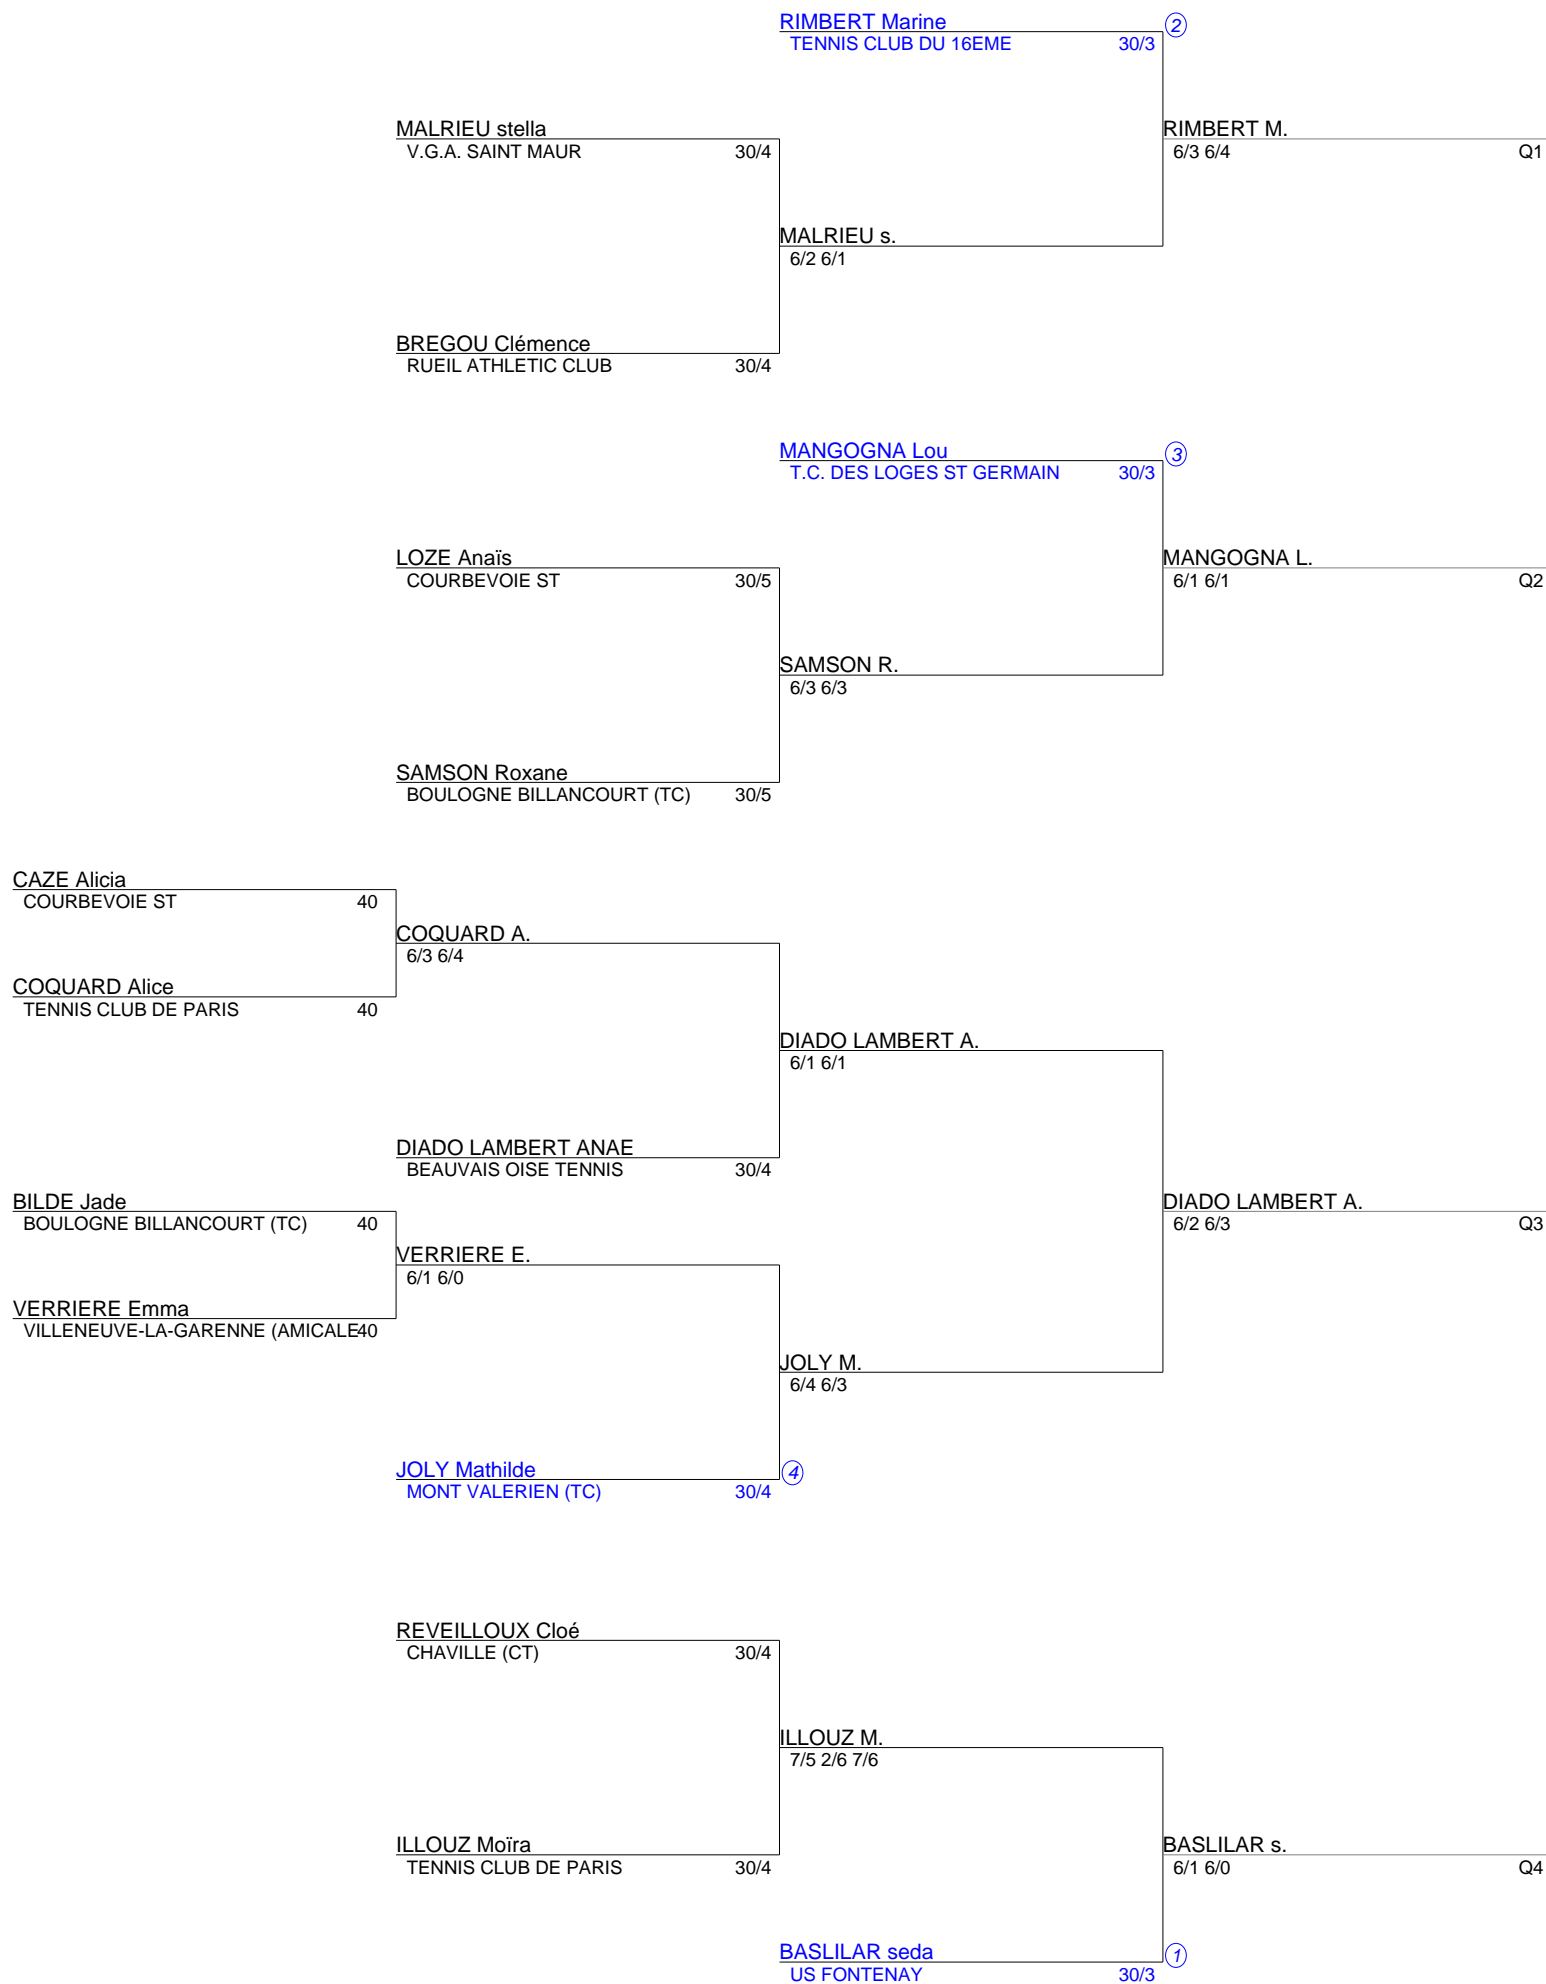 RIMBERT Marine ②
TENNIS CLUB DU 16EME 30/3
MALRIEU stella
V.G.A. SAINT MAUR 30/4
RIMBERT M.
6/3 6/4 Q1
MALRIEU s.
6/2 6/1
BREGOU Clémence
RUEIL ATHLETIC CLUB 30/4
MANGOGNA Lou ③
T.C. DES LOGES ST GERMAIN 30/3
LOZE Anaïs
COURBEVOIE ST 30/5
MANGOGNA L.
6/1 6/1 Q2
SAMSON R.
6/3 6/3
SAMSON Roxane
BOULOGNE BILLANCOURT (TC) 30/5
CAZE Alicia
COURBEVOIE ST 40
COQUARD A.
6/3 6/4
COQUARD Alice
TENNIS CLUB DE PARIS 40
DIADO LAMBERT A.
6/1 6/1
DIADO LAMBERT ANAE
BEAUVAIS OISE TENNIS 30/4
BILDE Jade
BOULOGNE BILLANCOURT (TC) 40
DIADO LAMBERT A.
6/2 6/3 Q3
VERRIERE E.
6/1 6/0
VERRIERE Emma
VILLENEUVE-LA-GARENNE (AMICALE40
JOLY M.
6/4 6/3
JOLY Mathilde ④
MONT VALERIEN (TC) 30/4
REVEILLOUX Cloé
CHAVILLE (CT) 30/4
ILLOUZ M.
7/5 2/6 7/6
ILLOUZ Moïra
TENNIS CLUB DE PARIS 30/4
BASLILAR s.
6/1 6/0 Q4
BASLILAR seda ①
US FONTENAY 30/3